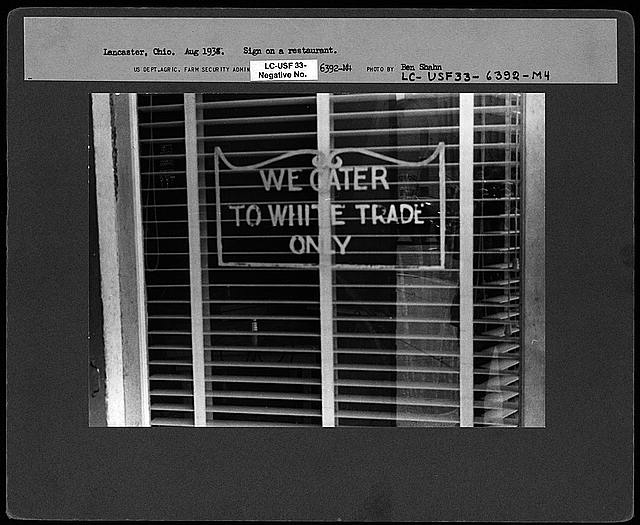 Lancaster, Ohio. Aug 1938. Sign on a restaurant.
US DEPT. AGRIC. FARM SECURITY ADMIN LC-USF 33- 6392-M4 PHOTO BY Ben Shahn
Negative No. LC- USF33- 6392-M4
WE CATER
TO WHITE TRADE
ONLY